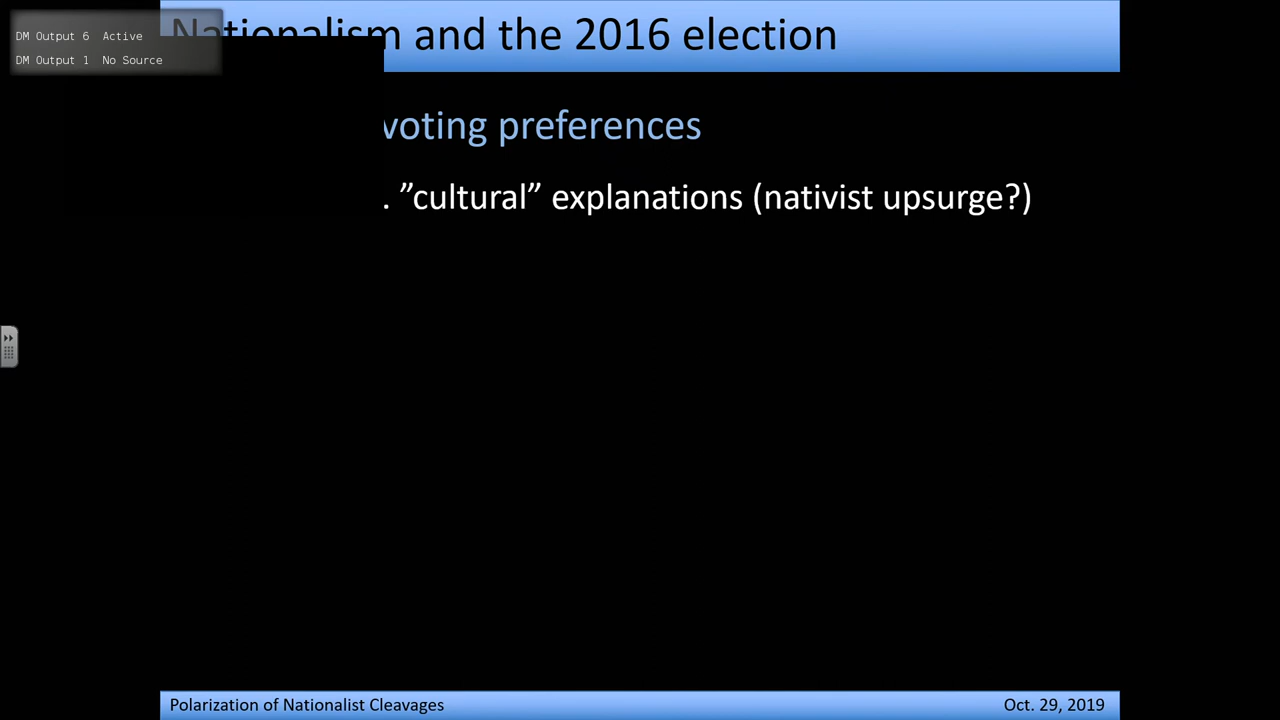 DM Output 6 Active
DM Output 1 No Source
Nationalism and the 2016 election
voting preferences
. ”cultural” explanations (nativist upsurge?)
Polarization of Nationalist Cleavages
Oct. 29, 2019